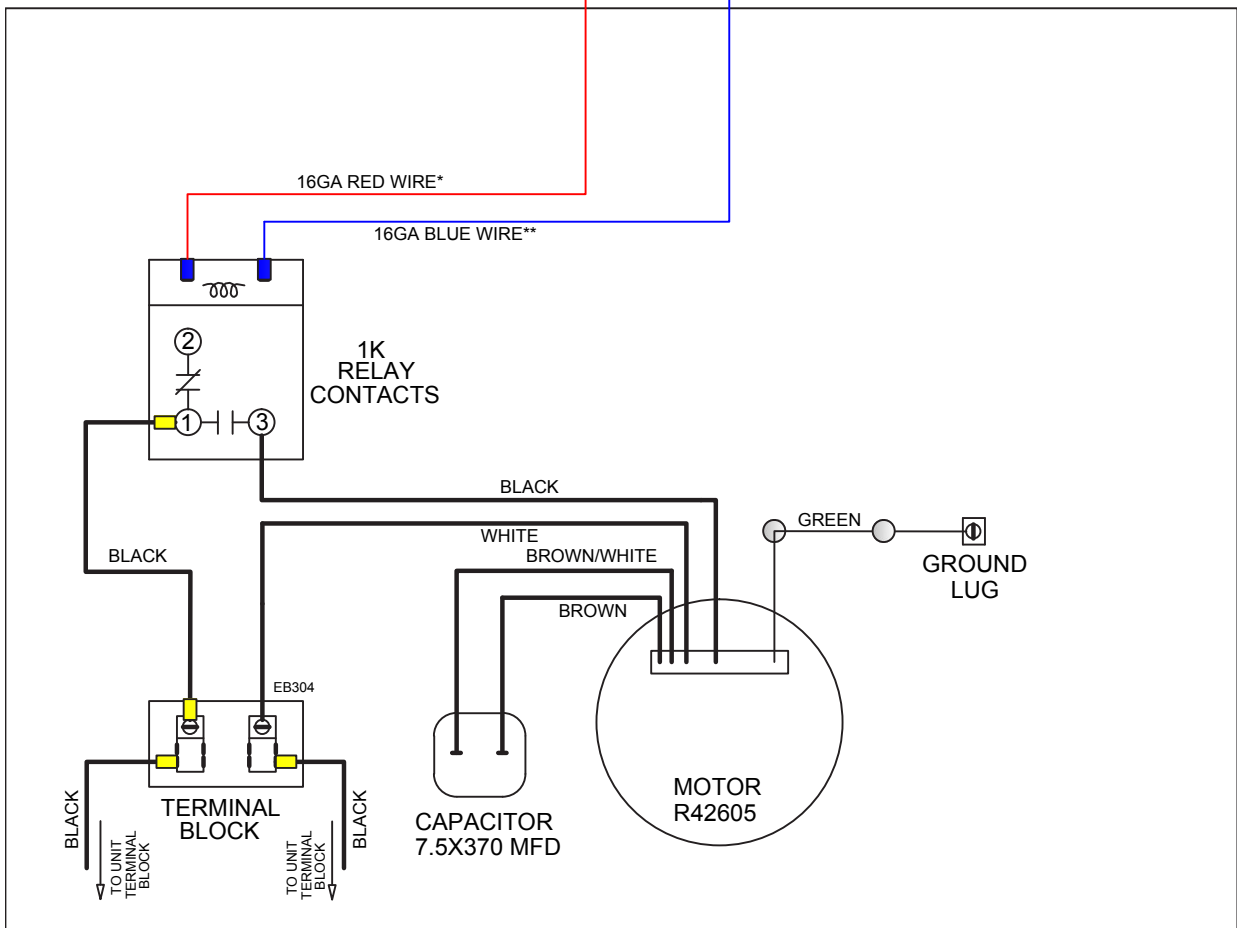 16GA RED WIRE*
16GA BLUE WIRE**
2
1K
RELAY
CONTACTS
1
3
BLACK
WHITE
GREEN
BLACK
BROWN/WHITE
GROUND
LUG
BROWN
EB304
MOTOR
R42605
TERMINAL
BLOCK
CAPACITOR
7.5X370 MFD
BLACK
TO UNIT
TERMINAL
BLOCK
TO UNIT
TERMINAL
BLOCK
BLACK